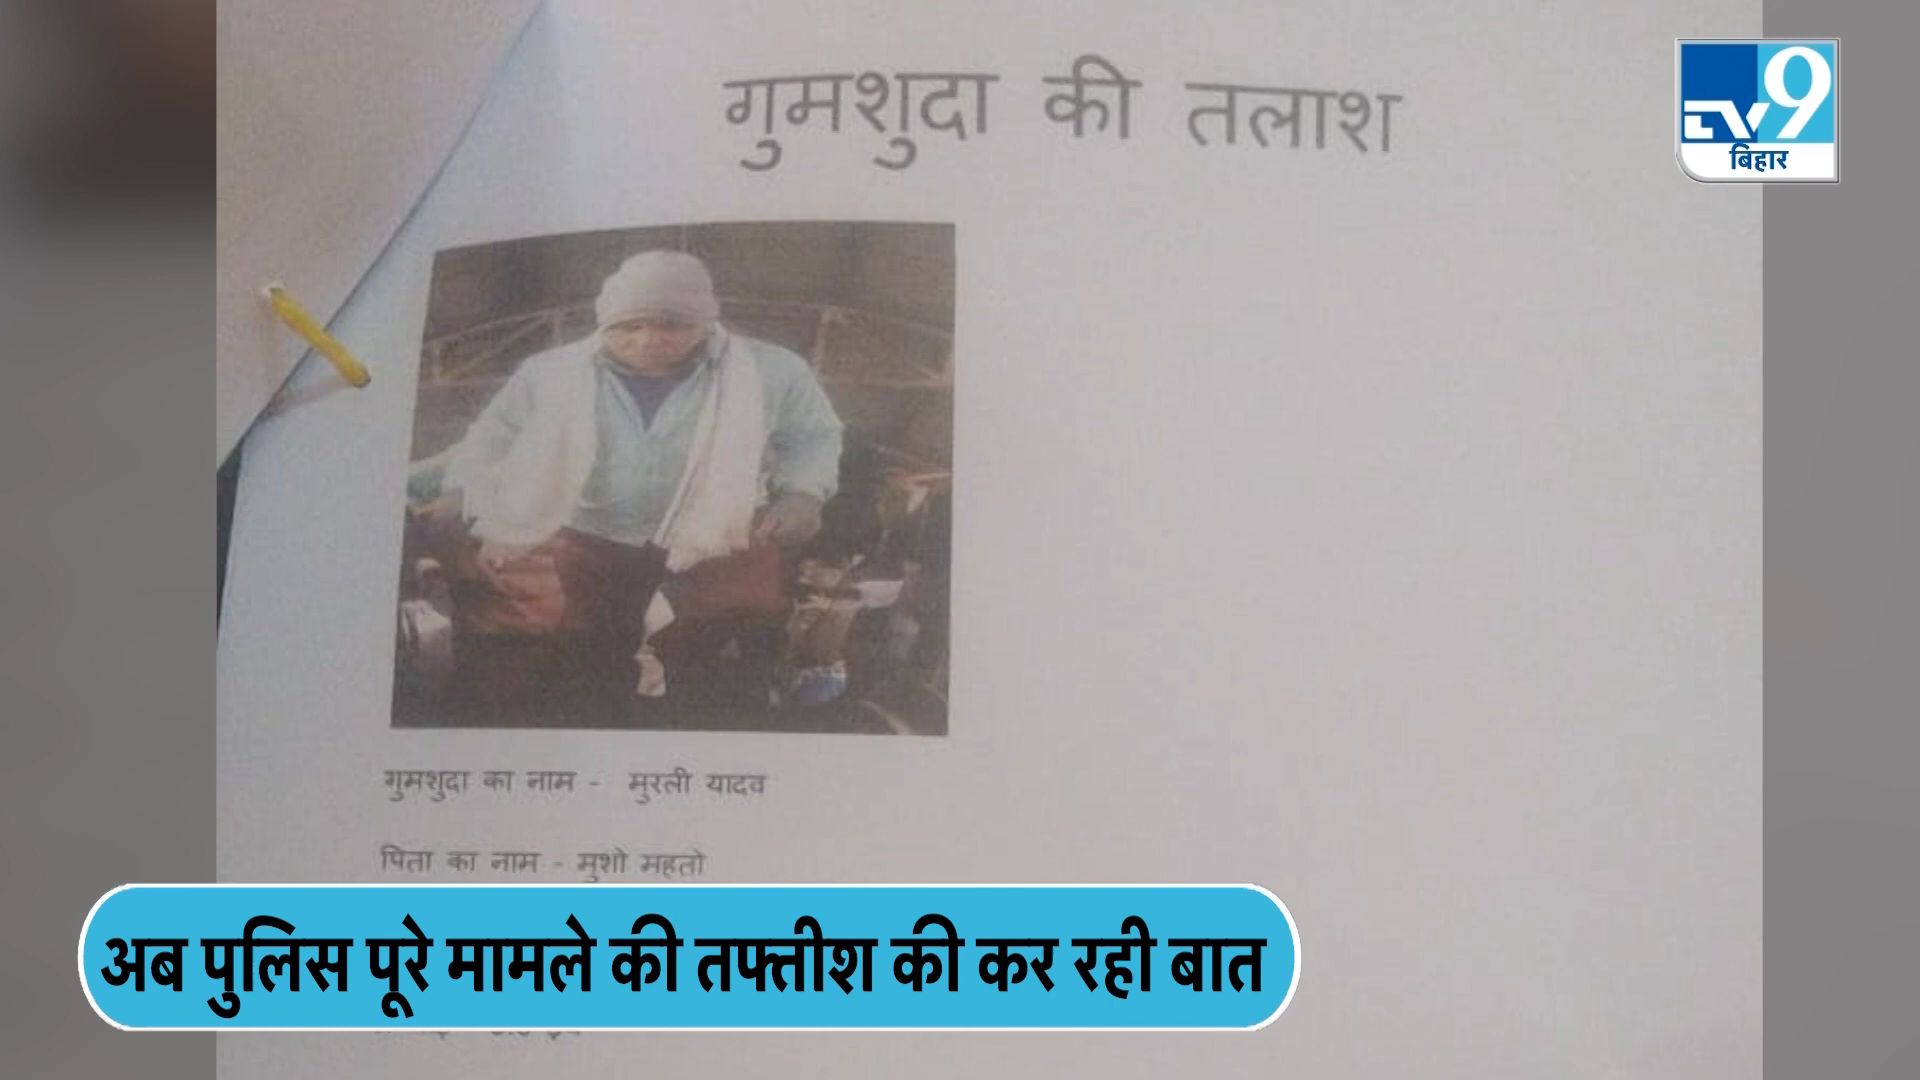 गुमशुदा की तलाश
TV9
बिहार
गुमशुदा का नाम - मुरली यादव
पिता का नाम - मुशो महतो
अब पुलिस पूरे मामले की तफ्तीश की कर रही बात